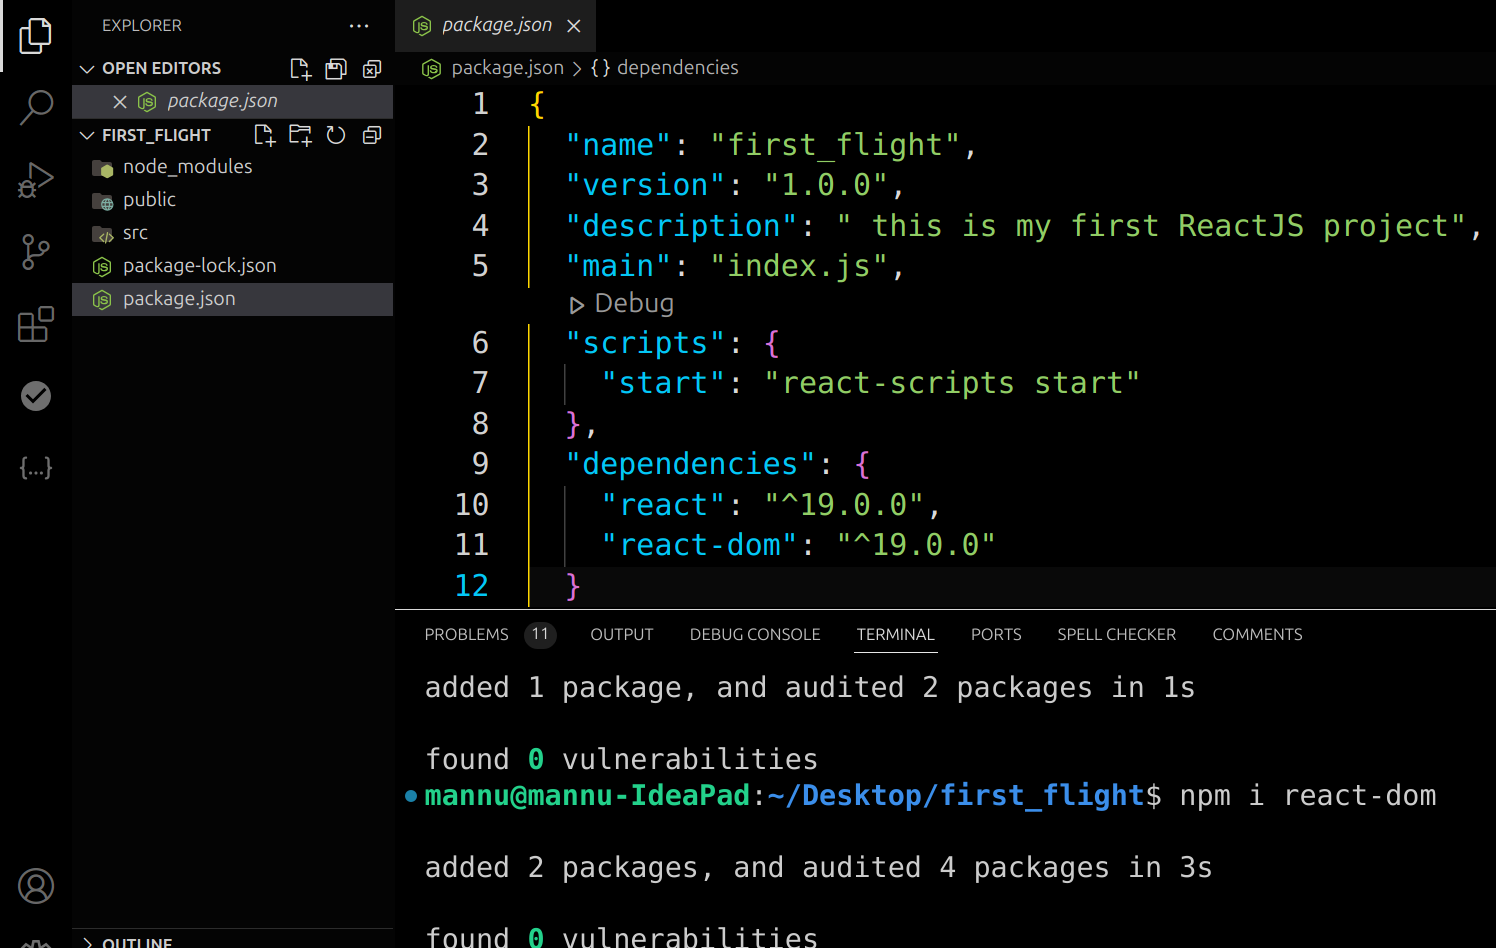 EXPLORER
OPEN EDITORS
package.json
FIRST_FLIGHT
node_modules
public
src
package-lock.json
package.json
OUTLINE
package.json
package.json > {} dependencies
1 {
2 "name": "first_flight",
3 "version": "1.0.0",
4 "description": " this is my first ReactJS project",
5 "main": "index.js",
Debug
6 "scripts": {
7 "start": "react-scripts start"
8 },
9 "dependencies": {
10 "react": "^19.0.0",
11 "react-dom": "^19.0.0"
12 }
PROBLEMS 11 OUTPUT DEBUG CONSOLE TERMINAL PORTS SPELL CHECKER COMMENTS
added 1 package, and audited 2 packages in 1s
found 0 vulnerabilities
mannu@mannu-IdeaPad:~/Desktop/first_flight$ npm i react-dom
added 2 packages, and audited 4 packages in 3s
found 0 vulnerabilities